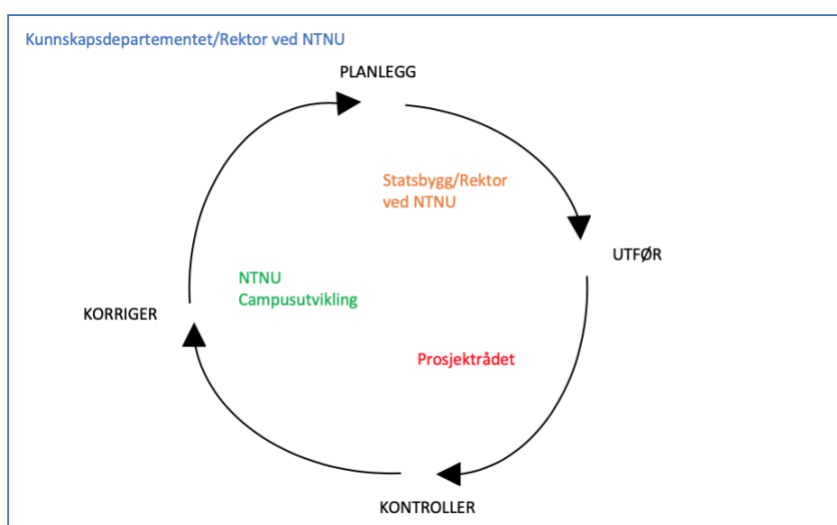 Kunnskapsdepartementet/Rektor ved NTNU
PLANLEGG
Statsbygg/Rektor
ved NTNU
UTFØR
NTNU
Campusutvikling
KORRIGER
Prosjektrådet
KONTROLLER